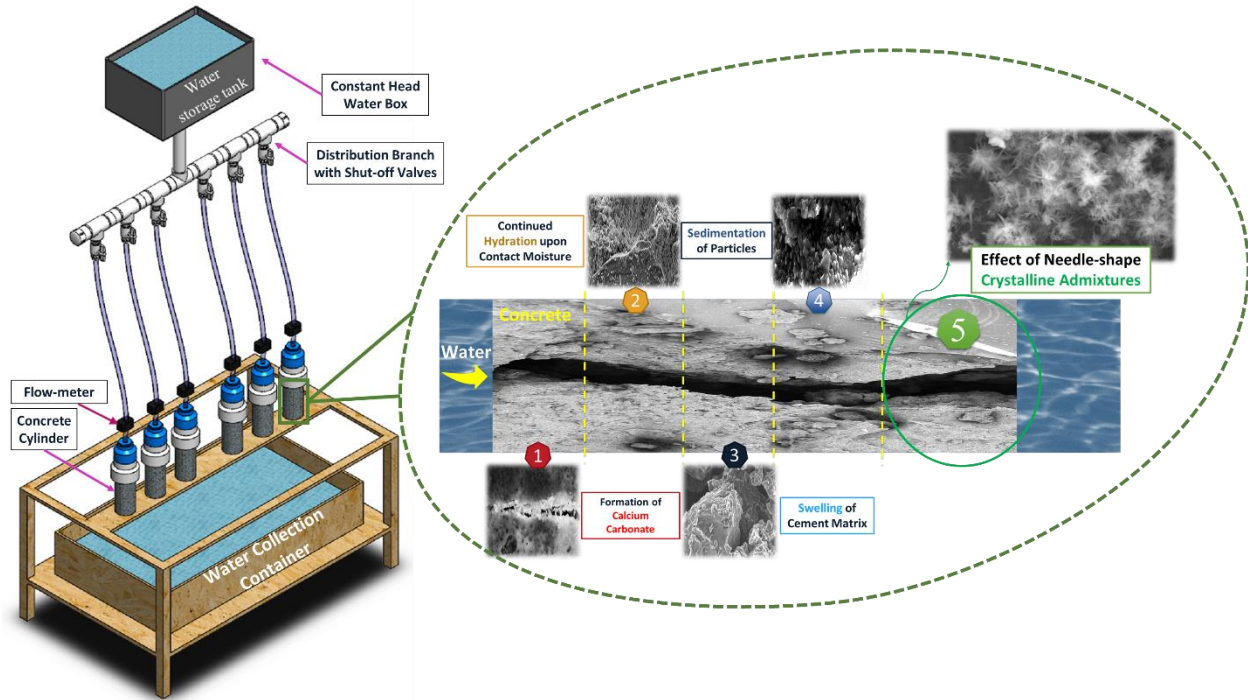 Water
storage tank
Constant Head
Water Box
Distribution Branch
with Shut-off Valves
Flow-meter
Concrete
Cylinder
Water Collection
Container
Continued
Hydration upon
Contact Moisture
2
Sedimentation
of Particles
4
Effect of Needle-shape
Crystalline Admixtures
5
Concrete
Water
1
Formation of
Calcium
Carbonate
3
Swelling of
Cement Matrix